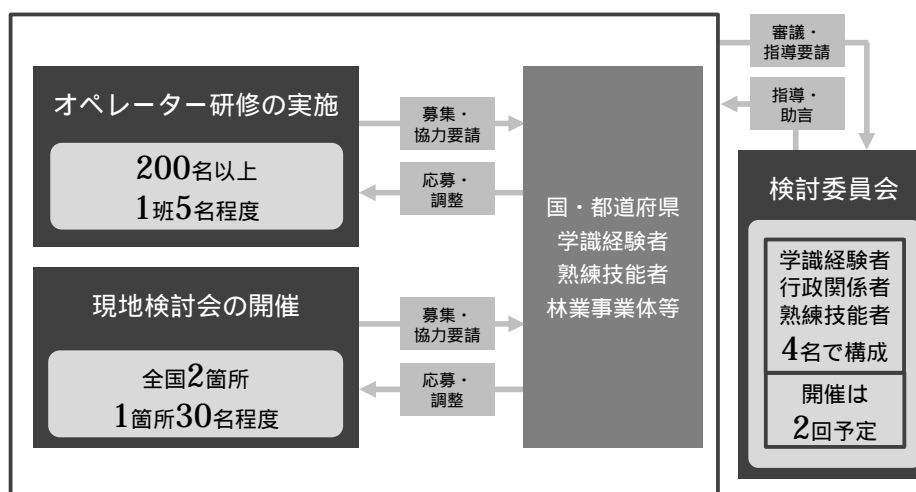 オペレーター研修の実施
200名以上
1班5名程度
募集・
協力要請
応募・
調整
現地検討会の開催
全国2箇所
1箇所30名程度
募集・
協力要請
応募・
調整
国・都道府県
学識経験者
熟練技能者
林業事業体等
審議・
指導要請
指導・
助言
検討委員会
学識経験者
行政関係者
熟練技能者
4名で構成
開催は
2回予定